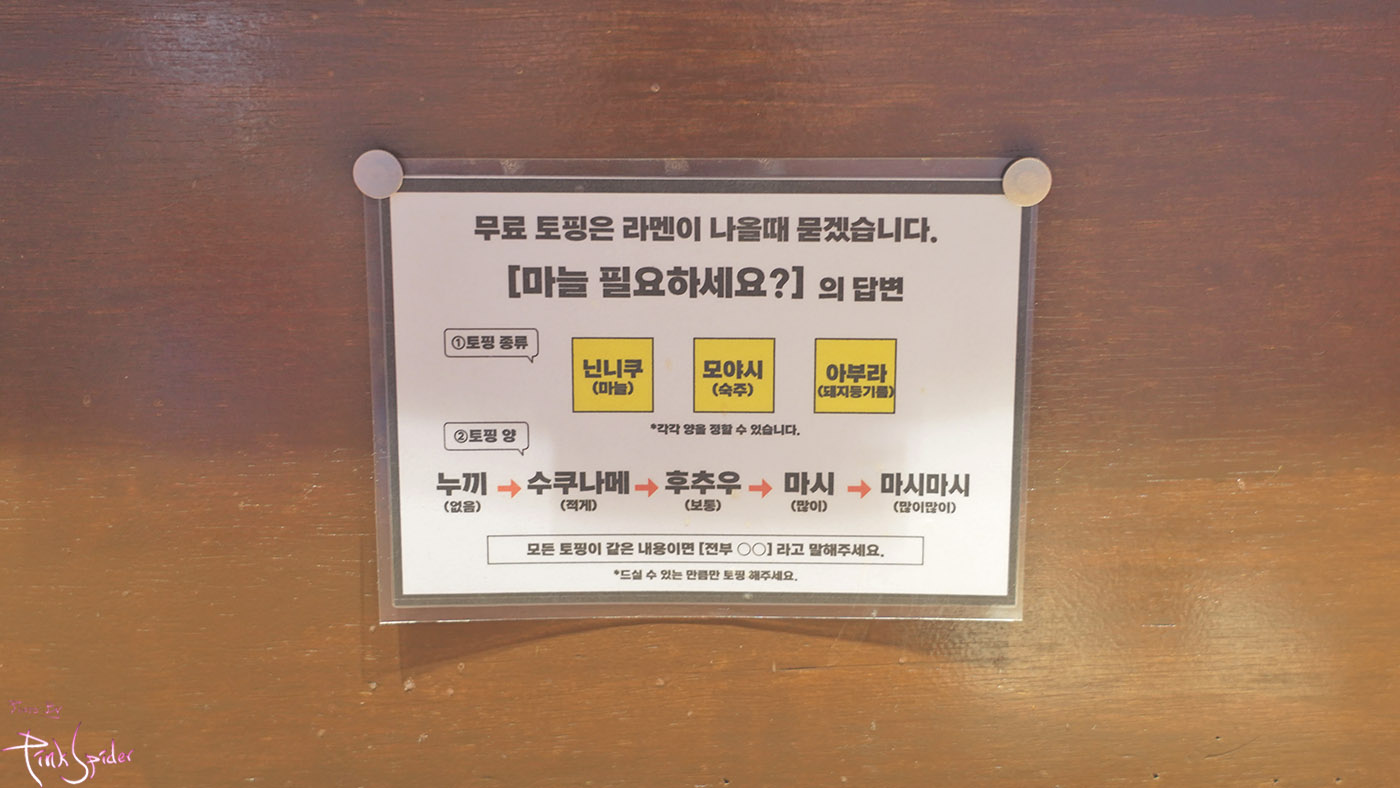 무료 토핑은 라멘이 나올때 묻겠습니다.
[마늘 필요하세요?] 의 답변
①토핑 종류
닌니쿠 모야시 아부라
(마늘) (숙주) (돼지등기름)
*각각 양을 정할 수 있습니다.
②토핑 양
누끼 → 수쿠나메 → 후추우 → 마시 → 마시마시
(없음) (적게) (보통) (많이) (많이많이)
모든 토핑이 같은 내용이면 [전부 ○○] 라고 말해주세요.
*드실 수 있는 만큼만 토핑 해주세요.
Pink Spider